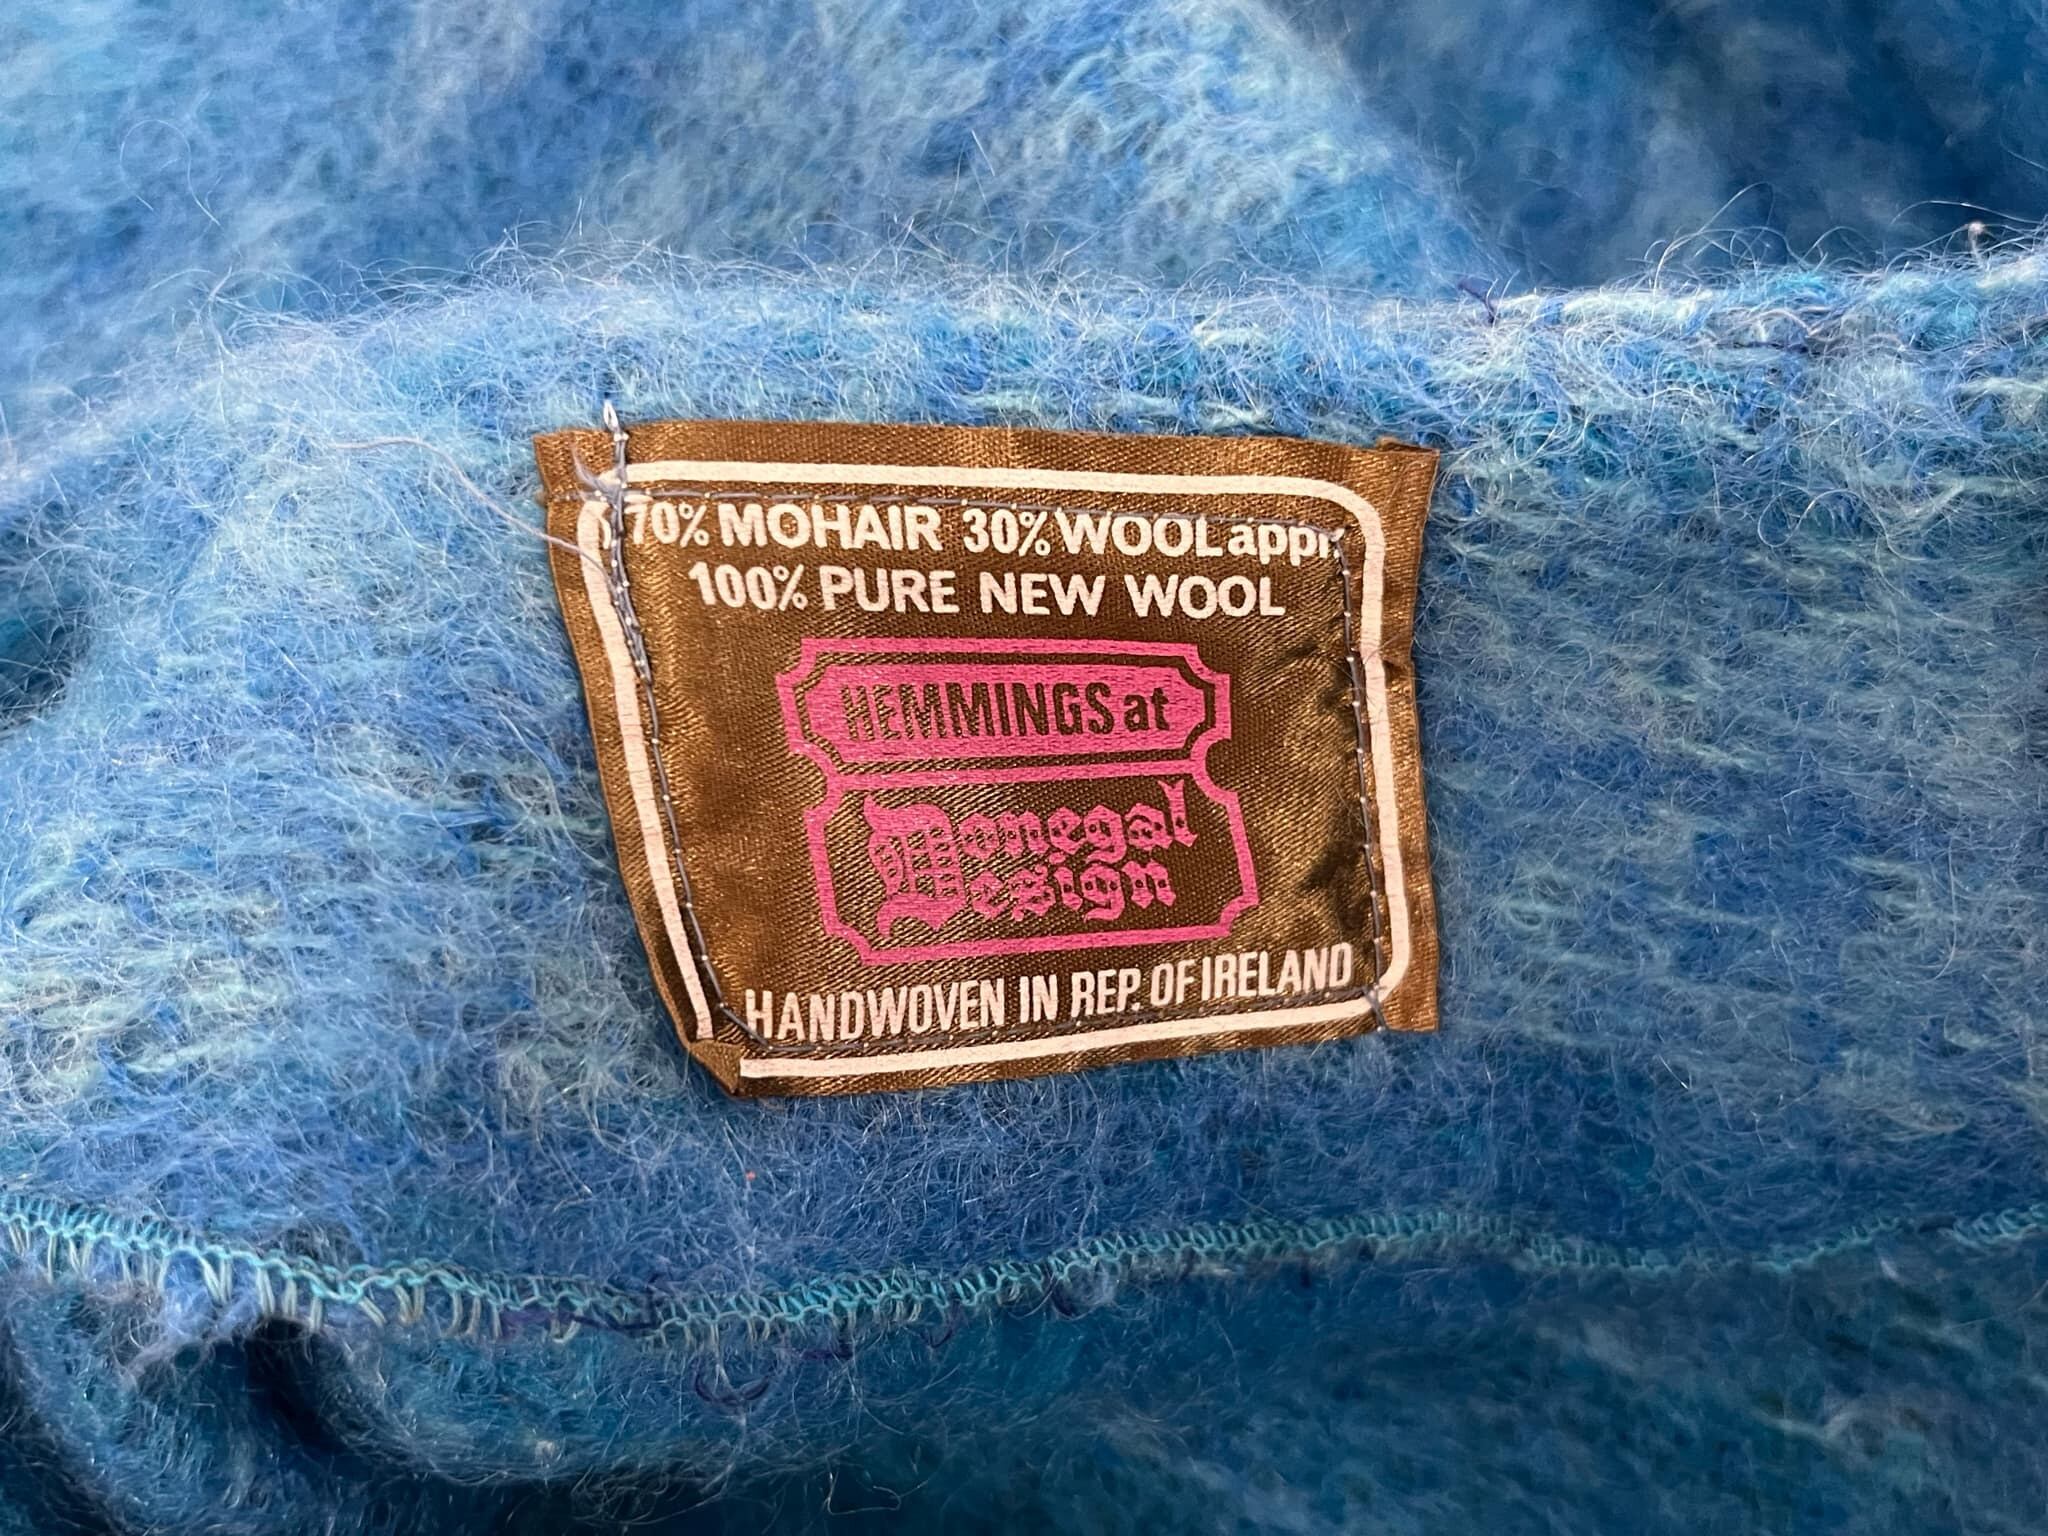 70% MOHAIR 30% WOOL appr
100% PURE NEW WOOL
HEMMINGS at
Donegal
Design
HANDWOVEN IN REP. OF IRELAND